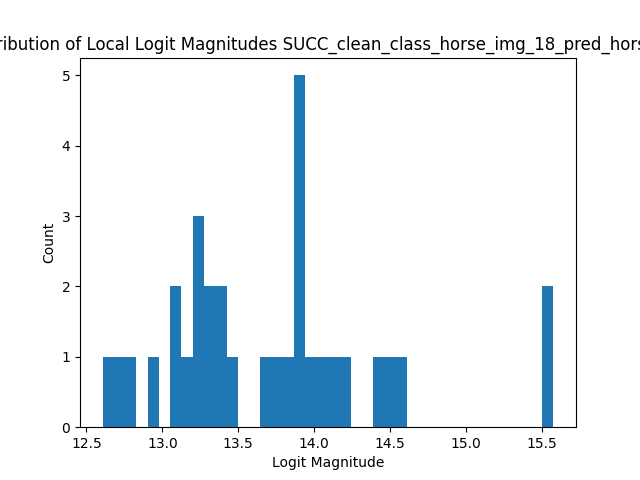 ribution of Local Logit Magnitudes SUCC_clean_class_horse_img_18_pred_hors
5
4
3
2
1
0
Count
12.5 13.0 13.5 14.0 14.5 15.0 15.5
Logit Magnitude